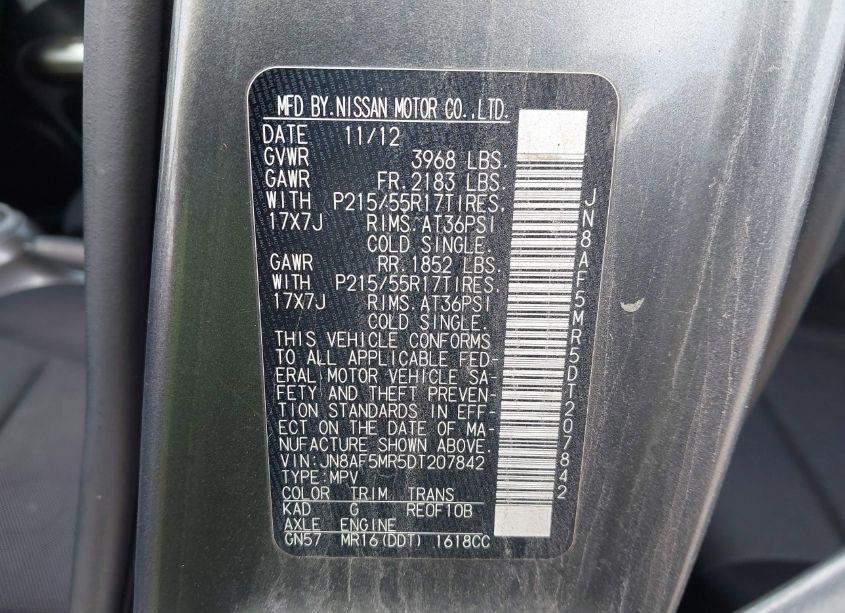 MFD BY.NISSAN MOTOR CO.,LTD.
DATE 11/12
GVWR 3968 LBS.
GAWR FR.2183 LBS.
WITH P215/55R17TIRES.
17X7J RIMS.AT36PSI
COLD SINGLE.
GAWR RR.1852 LBS.
WITH P215/55R17TIRES.
17X7J RIMS.AT36PSI
COLD SINGLE.
THIS VEHICLE CONFORMS
TO ALL APPLICABLE FED-
ERAL MOTOR VEHICLE SA-
FETY AND THEFT PREVEN-
TION STANDARDS IN EFF-
ECT ON THE DATE OF MA-
NUFACTURE SHOWN ABOVE.
VIN:JN8AF5MR5DT207842
TYPE:MPV
COLOR TRIM TRANS
KAD G RE0F10B
AXLE ENGINE
GN57 MR16(DDT) 1618CC
JN8AF5MR5DT207842